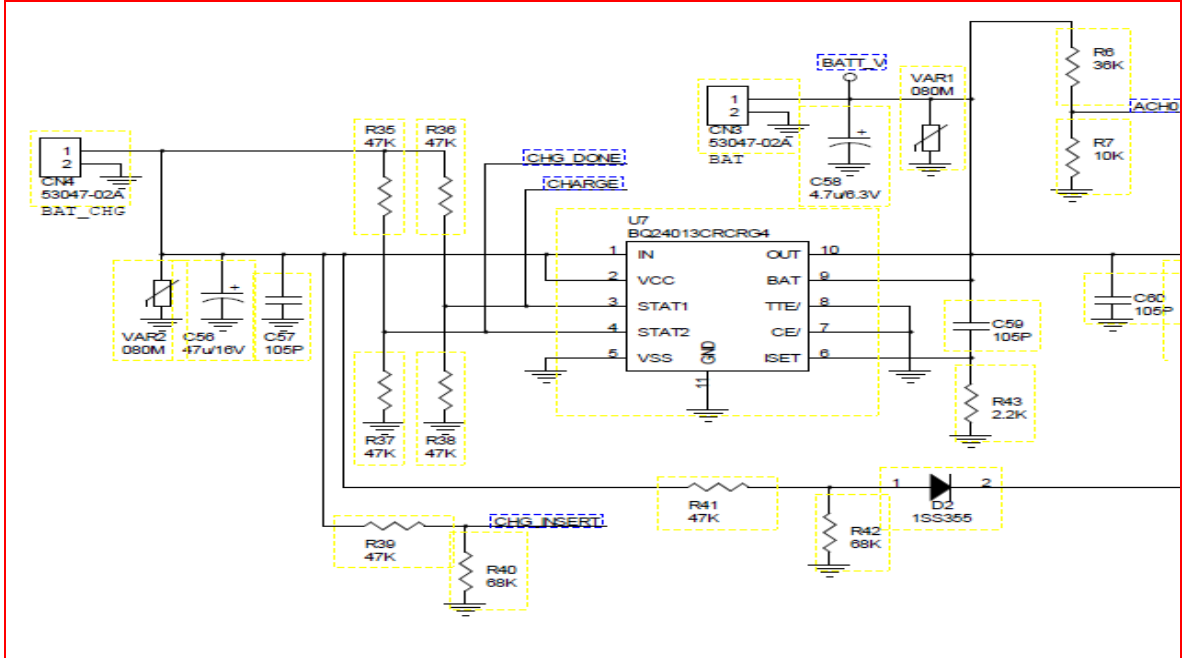 R6
36K
BATT_V
VAR1
080M
ACH0
1
2
CN3
53047-02A
BAT
R7
10K
C58
4.7u/6.3V
R35
47K
R36
47K
CHG_DONE
CHARGE
1
2
CN4
53047-02A
BAT_CHG
U7
BQ24013CRCRG4
1 IN OUT 10
2 VCC BAT 9
3 STAT1 TTE/ 8
4 STAT2 CE/ 7
5 VSS GND ISET 6
11
VAR2
080M
C56
47u/16V
C57
105P
C59
105P
C60
105P
R37
47K
R38
47K
R43
2.2K
R41
47K
1 2
D2
1SS355
R42
68K
R39
47K
CHG_INSERT
R40
68K